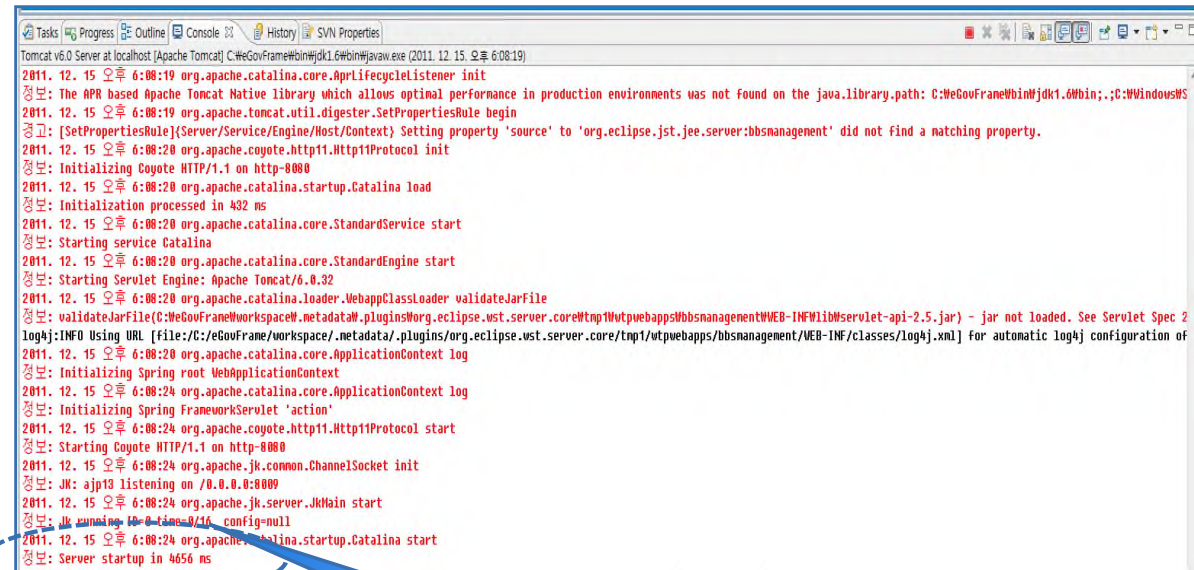 Tasks Progress Outline Console History SVN Properties
Tomcat v6.0 Server at localhost [Apache Tomcat] C:₩eGovFrame₩bin₩jdk1.6₩bin₩javaw.exe (2011. 12. 15. 오후 6:08:19)
2011. 12. 15 오후 6:08:19 org.apache.catalina.core.AprLifecycleListener init
정보: The APR based Apache Tomcat Native library which allows optimal performance in production environments was not found on the java.library.path: C:₩eGovFrame₩bin₩jdk1.6₩bin;.;C:₩Windows₩S
2011. 12. 15 오후 6:08:20 org.apache.tomcat.util.digester.SetPropertiesRule begin
경고: [SetPropertiesRule]{Server/Service/Engine/Host/Context} Setting property 'source' to 'org.eclipse.jst.jee.server:bbsmanagement' did not find a matching property.
2011. 12. 15 오후 6:08:20 org.apache.coyote.http11.Http11Protocol init
정보: Initializing Coyote HTTP/1.1 on http-8080
2011. 12. 15 오후 6:08:20 org.apache.catalina.startup.Catalina load
정보: Initialization processed in 432 ms
2011. 12. 15 오후 6:08:20 org.apache.catalina.core.StandardService start
정보: Starting service Catalina
2011. 12. 15 오후 6:08:20 org.apache.catalina.core.StandardEngine start
정보: Starting Servlet Engine: Apache Tomcat/6.0.32
2011. 12. 15 오후 6:08:20 org.apache.catalina.loader.WebappClassLoader validateJarFile
정보: validateJarFile(C:₩eGovFrame₩workspace₩.metadata₩.plugins₩org.eclipse.wst.server.core₩tmp1₩wtpwebapps₩bbsmanagement₩WEB-INF₩lib₩servlet-api-2.5.jar) - jar not loaded. See Servlet Spec 2
log4j:INFO Using URL [file:/C:/eGovFrame/workspace/.metadata/.plugins/org.eclipse.wst.server.core/tmp1/wtpwebapps/bbsmanagement/WEB-INF/classes/log4j.xml] for automatic log4j configuration of
2011. 12. 15 오후 6:08:20 org.apache.catalina.core.ApplicationContext log
정보: Initializing Spring root WebApplicationContext
2011. 12. 15 오후 6:08:24 org.apache.catalina.core.ApplicationContext log
정보: Initializing Spring FrameworkServlet 'action'
2011. 12. 15 오후 6:08:24 org.apache.coyote.http11.Http11Protocol start
정보: Starting Coyote HTTP/1.1 on http-8080
2011. 12. 15 오후 6:08:24 org.apache.jk.common.ChannelSocket init
정보: JK: ajp13 listening on /0.0.0.0:8009
2011. 12. 15 오후 6:08:24 org.apache.jk.server.JkMain start
정보: Jk running ID=0 time=0/16 config=null
2011. 12. 15 오후 6:08:24 org.apache.catalina.startup.Catalina start
정보: Server startup in 4656 ms